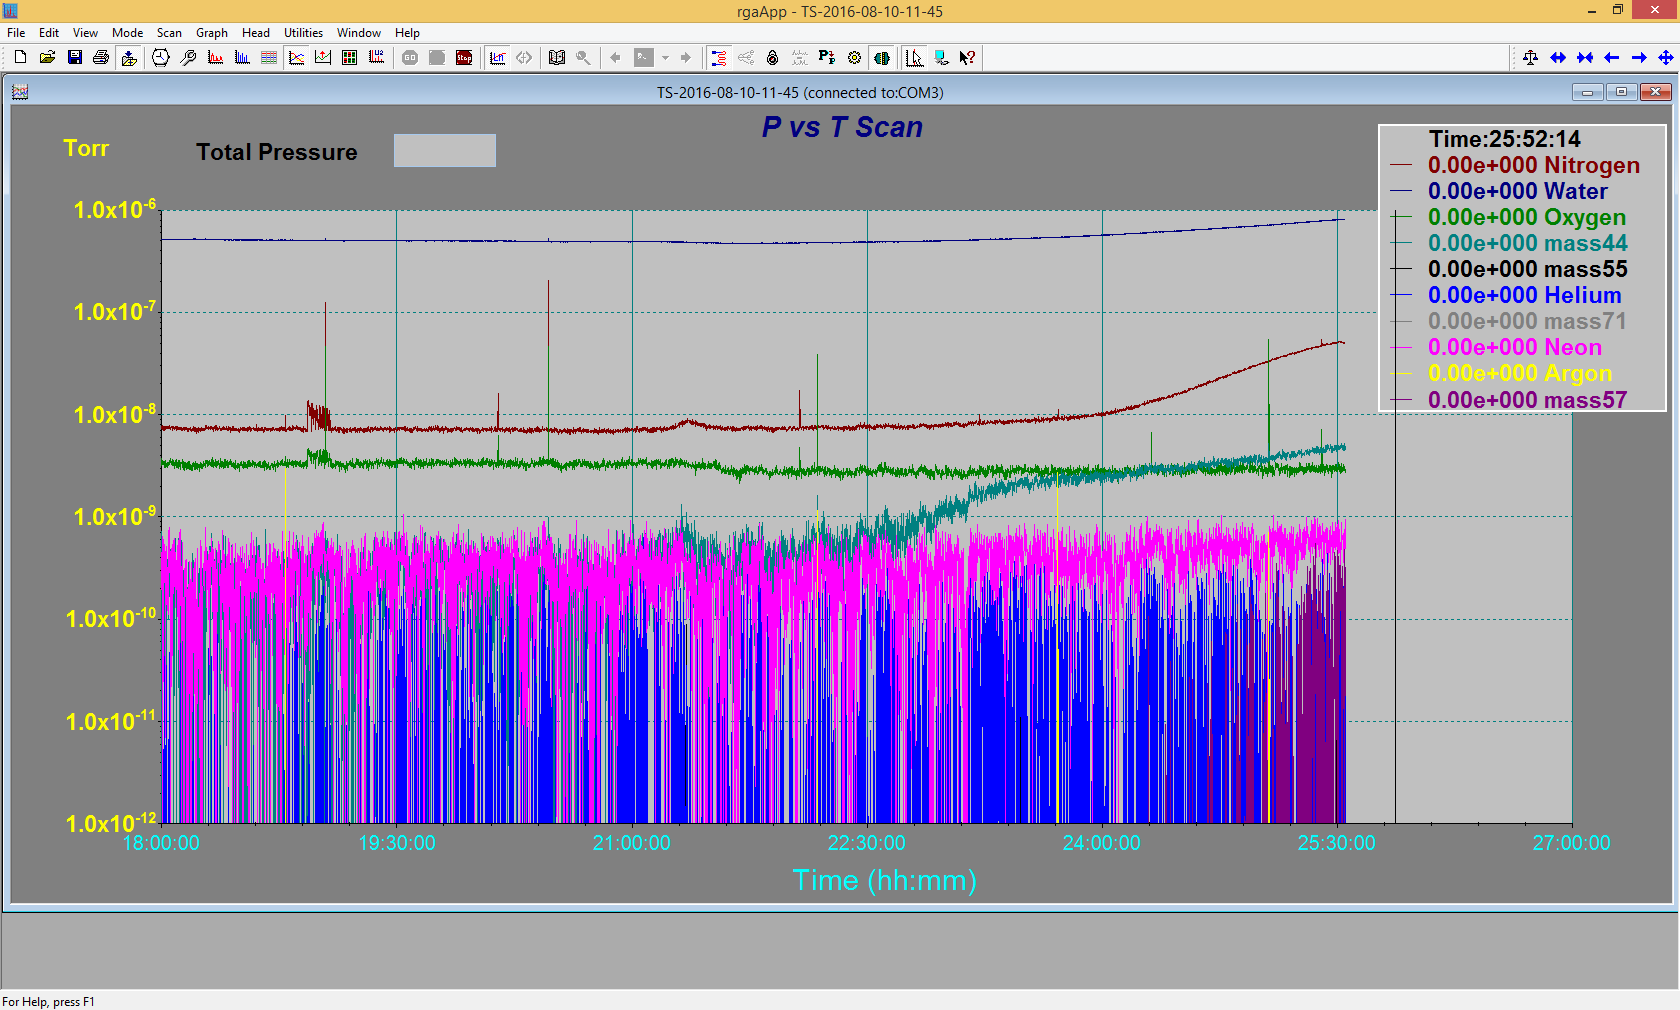 rgaApp - TS-2016-08-10-11-45
File Edit View Mode Scan Graph Head Utilities Window Help
TS-2016-08-10-11-45 (connected to:COM3)
P vs T Scan
Torr
Total Pressure
Time:25:52:14
0.00e+000 Nitrogen
0.00e+000 Water
0.00e+000 Oxygen
0.00e+000 mass44
0.00e+000 mass55
0.00e+000 Helium
0.00e+000 mass71
0.00e+000 Neon
0.00e+000 Argon
0.00e+000 mass57
1.0x10-6
1.0x10-7
1.0x10-8
1.0x10-9
1.0x10-10
1.0x10-11
1.0x10-12
18:00:00 19:30:00 21:00:00 22:30:00 24:00:00 25:30:00 27:00:00
Time (hh:mm)
For Help, press F1